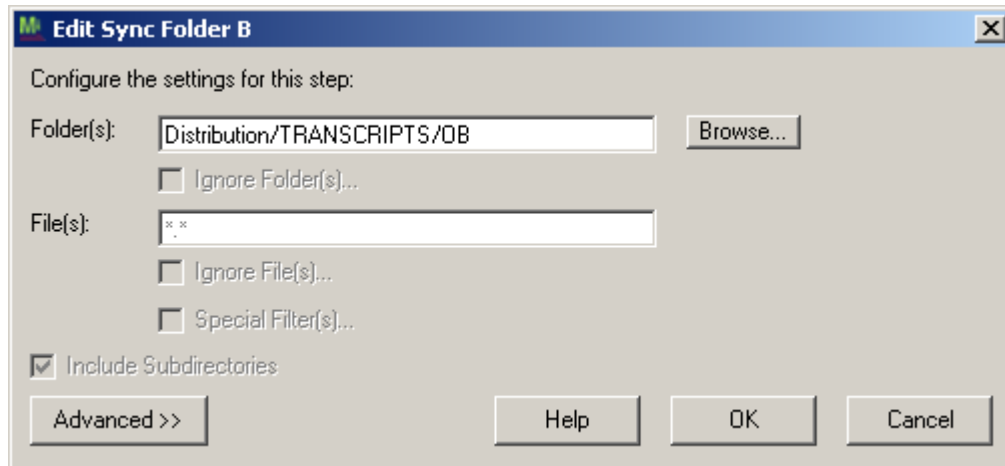 Edit Sync Folder B
Configure the settings for this step:
Folder(s): Distribution/TRANSCRIPTS/OB Browse...
Ignore Folder(s)...
File(s): *.*
Ignore File(s)...
Special Filter(s)...
Include Subdirectories
Advanced >> Help OK Cancel